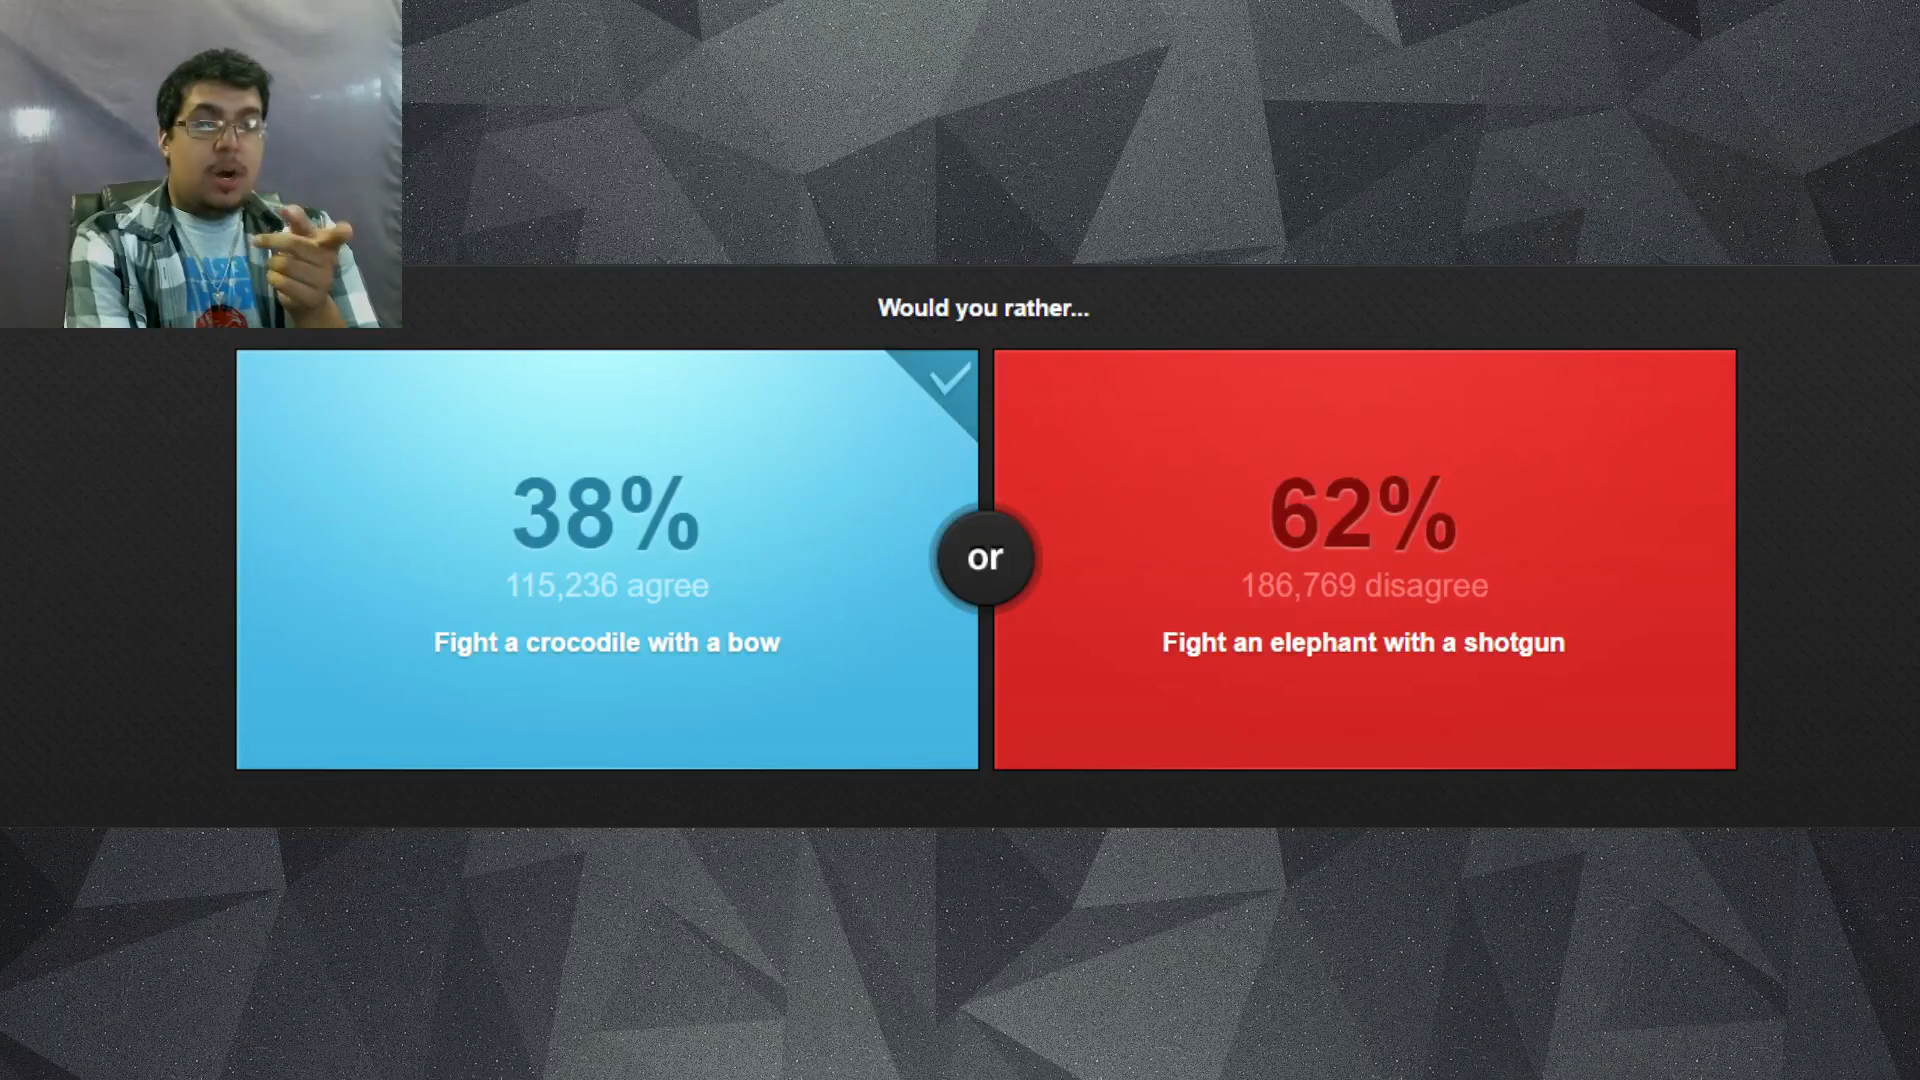 Would you rather...
38%
115,236 agree
Fight a crocodile with a bow
or
62%
186,769 disagree
Fight an elephant with a shotgun